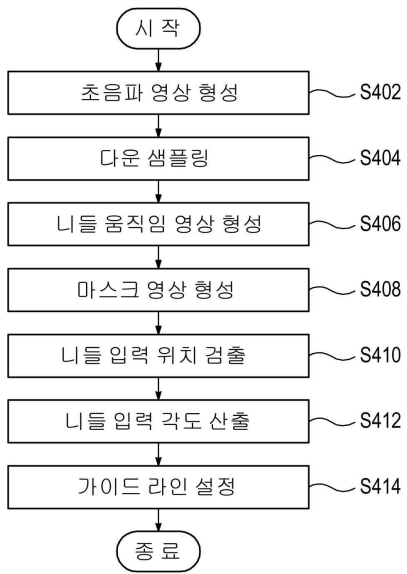 시 작
초음파 영상 형성 S402
다운 샘플링 S404
니들 움직임 영상 형성 S406
마스크 영상 형성 S408
니들 입력 위치 검출 S410
니들 입력 각도 산출 S412
가이드 라인 설정 S414
종 료